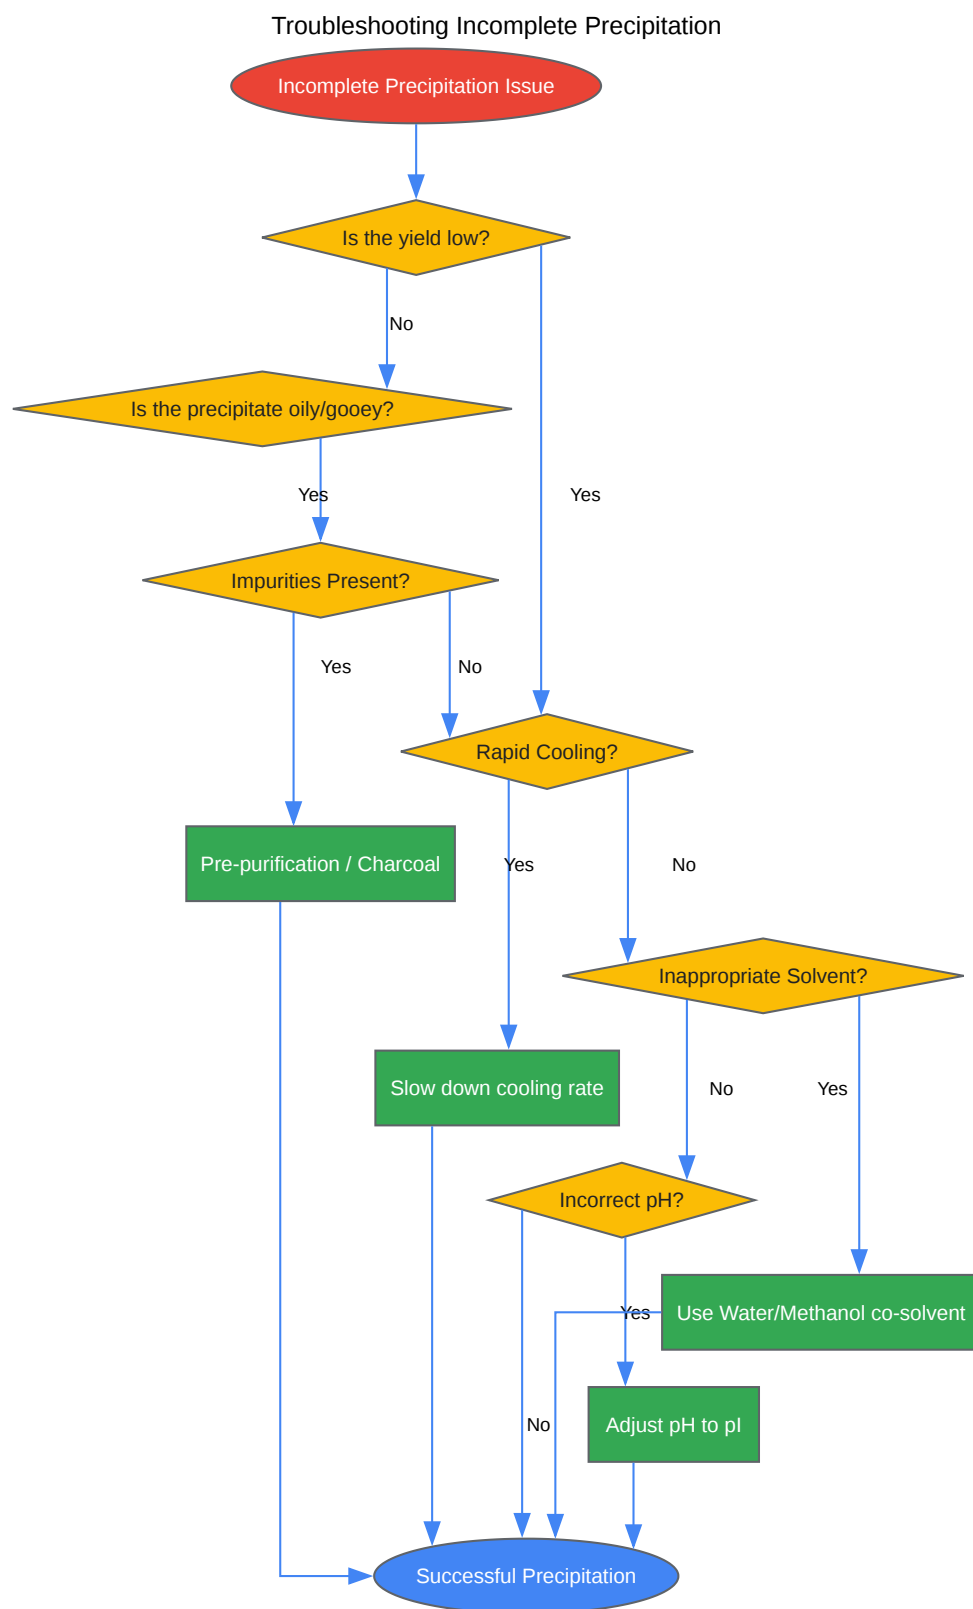 Troubleshooting Incomplete Precipitation
Incomplete Precipitation Issue
Is the yield low?
No
Is the precipitate oily/gooey?
Yes
Yes
Impurities Present?
Yes
No
Rapid Cooling?
Pre-purification / Charcoal
Yes
No
Inappropriate Solvent?
Slow down cooling rate
No
Yes
Incorrect pH?
Yes
Use Water/Methanol co-solvent
No
Adjust pH to pI
Successful Precipitation